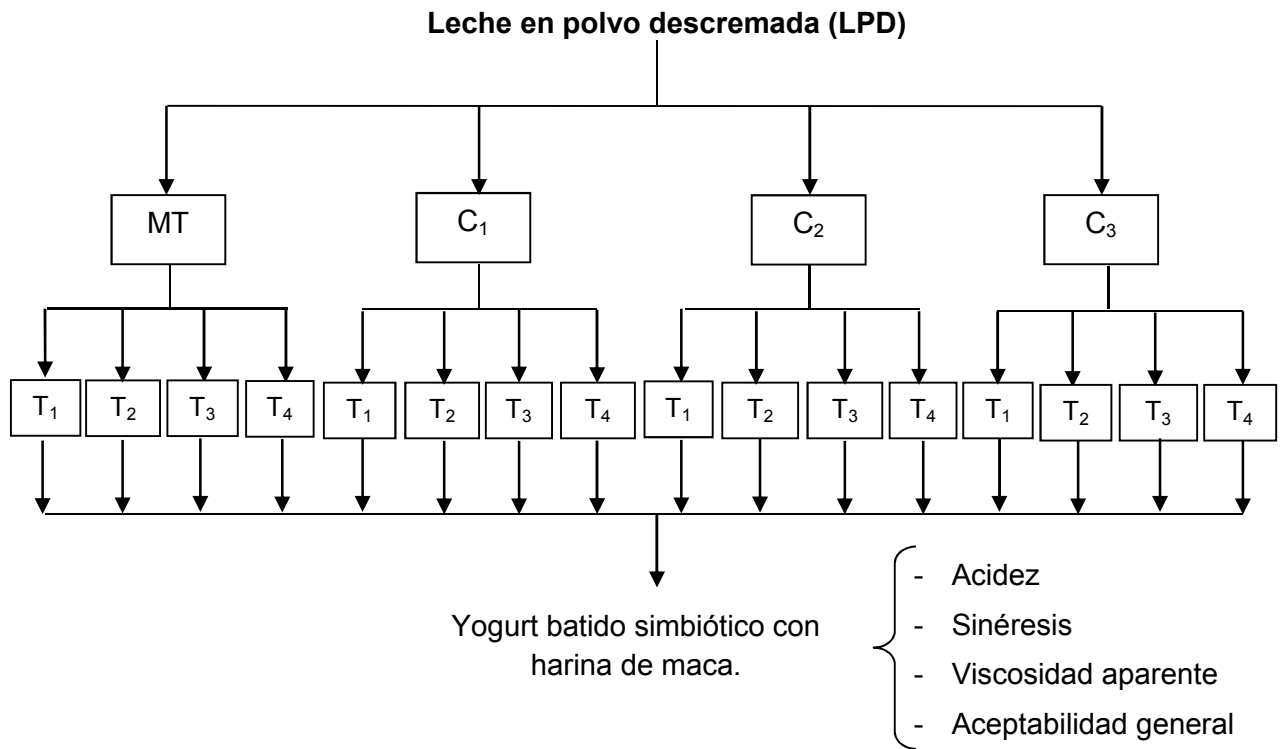 Leche en polvo descremada (LPD)
MT C₁ C₂ C₃
T₁ T₂ T₃ T₄ T₁ T₂ T₃ T₄ T₁ T₂ T₃ T₄ T₁ T₂ T₃ T₄
Yogurt batido simbiótico con
harina de maca.
- Acidez
- Sinéresis
- Viscosidad aparente
- Aceptabilidad general